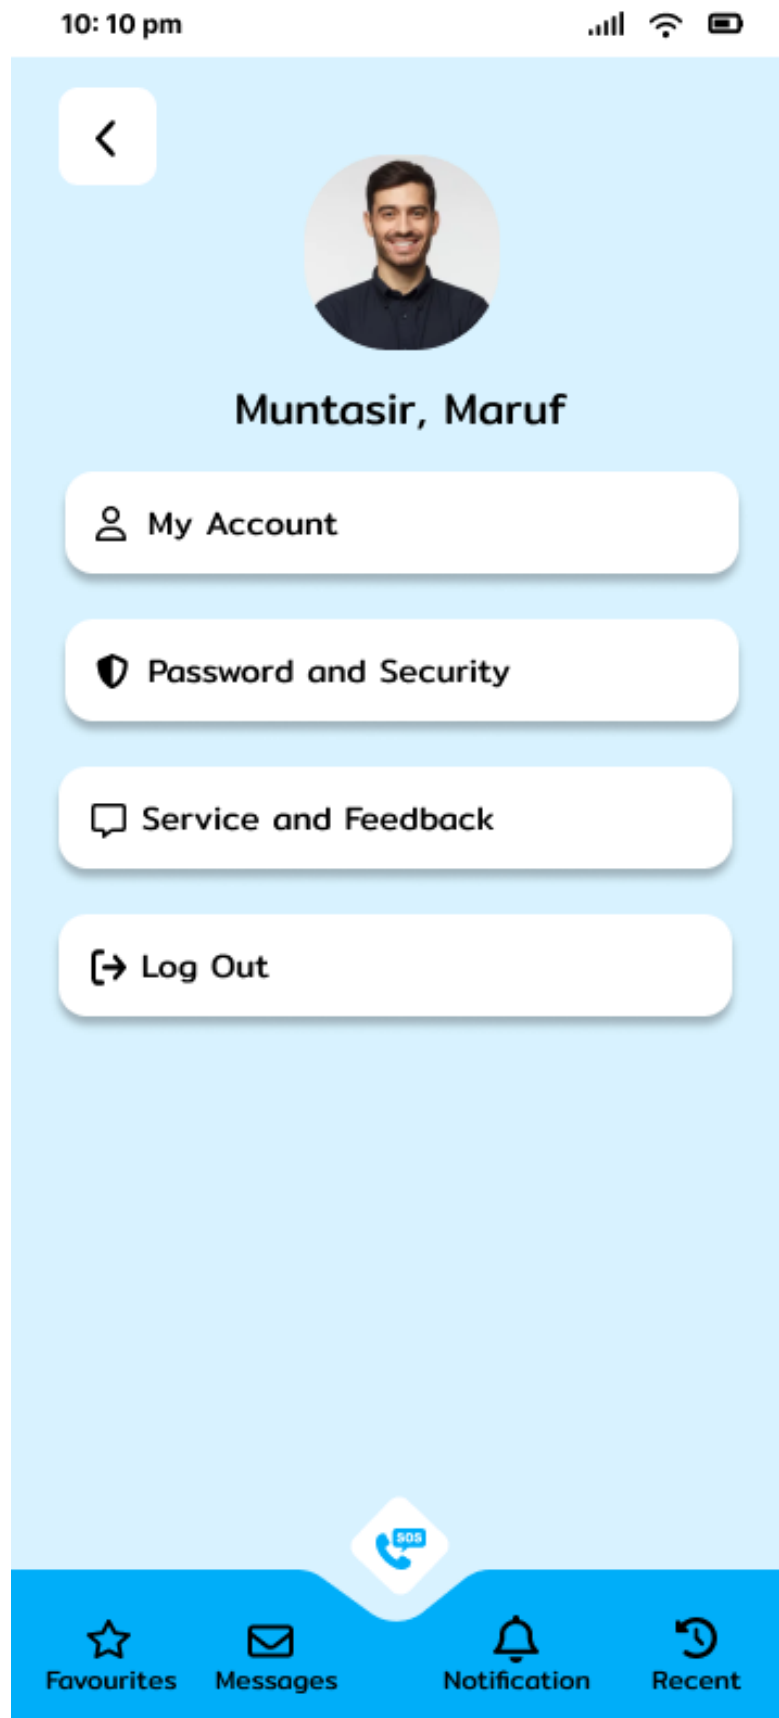 10:10 pm
Muntasir, Maruf
My Account
Password and Security
Service and Feedback
Log Out
SOS
Favourites
Messages
Notification
Recent